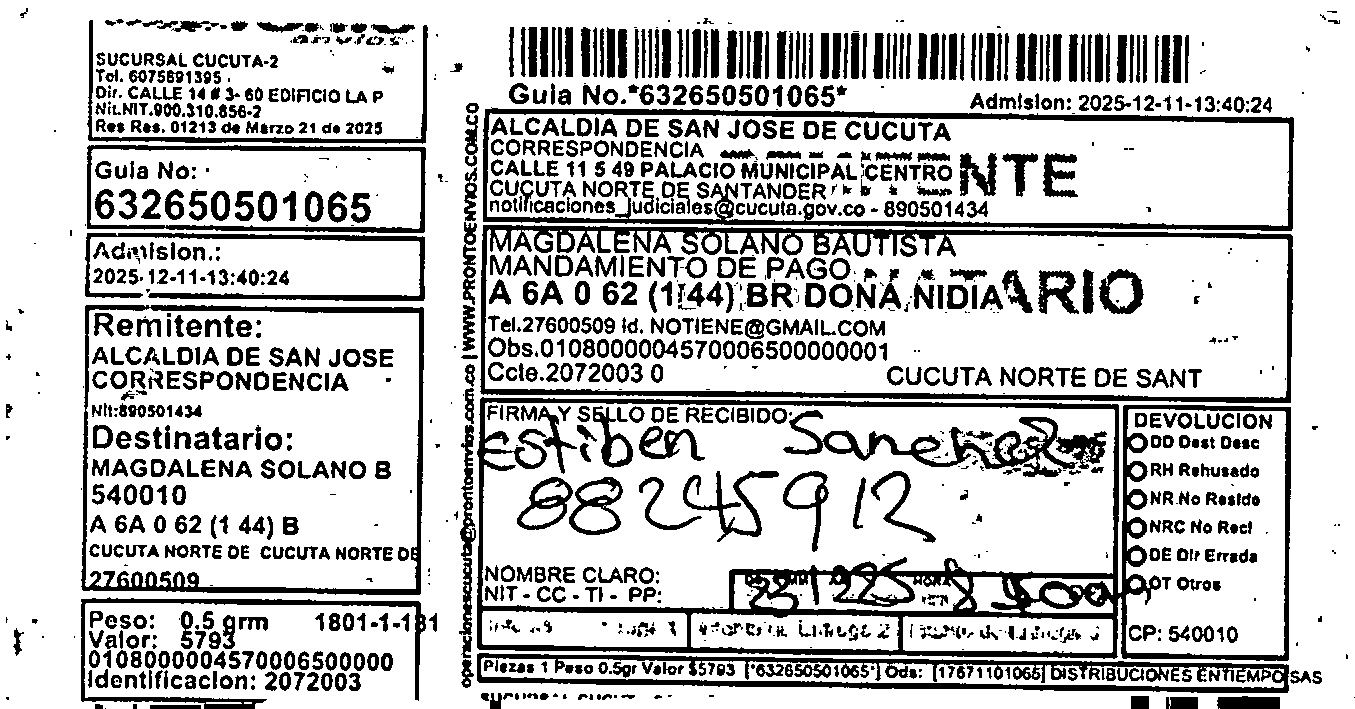 envios
SUCURSAL CUCUTA-2
Tel. 6075891395
Dir. CALLE 14 # 3- 60 EDIFICIO LA P
Nit.NIT.900.310.856-2
Res Res. 01213 de Marzo 21 de 2025
Guia No:
632650501065
Admision.:
2025-12-11-13:40:24
Remitente:
ALCALDIA DE SAN JOSE
CORRESPONDENCIA
Nit:890501434
Destinatario:
MAGDALENA SOLANO B
540010
A 6A 0 62 (1 44) B
CUCUTA NORTE DE CUCUTA NORTE DE
27600509
Peso: 0.5 grm 1801-1-181
Valor: 5793
01080000045700065000000
Identificacion: 2072003
operacionescucuta@prontoenvios.com.co | WWW.PRONTOENVIOS.COM.CO
Guia No.*632650501065*
Admision: 2025-12-11-13:40:24
ALCALDIA DE SAN JOSE DE CUCUTA
CORRESPONDENCIA
CALLE 11 5 49 PALACIO MUNICIPAL CENTRO
CUCUTA NORTE DE SANTANDER
notificaciones_judiciales@cucuta.gov.co - 890501434
MAGDALENA SOLANO BAUTISTA
MANDAMIENTO DE PAGO
A 6A 0 62 (1 44) BR DONA NIDIA
Tel.27600509 Id. NOTIENE@GMAIL.COM
Obs.0108000004570006500000001
Ccte.2072003 0 CUCUTA NORTE DE SANT
FIRMA Y SELLO DE RECIBIDO:
Estiben Sanchez
88245912
NOMBRE CLARO:
NIT - CC - TI - PP:
HORA
DEVOLUCION
DD Dest Desc
RH Rehusado
NR No Reside
NRC No Recl
DE Dir Errada
OT Otros
CP: 540010
Piezas 1 Peso 0.5gr Valor $5793 [*632650501065*] Ods: [17671101065] DISTRIBUCIONES ENTIEMPO SAS